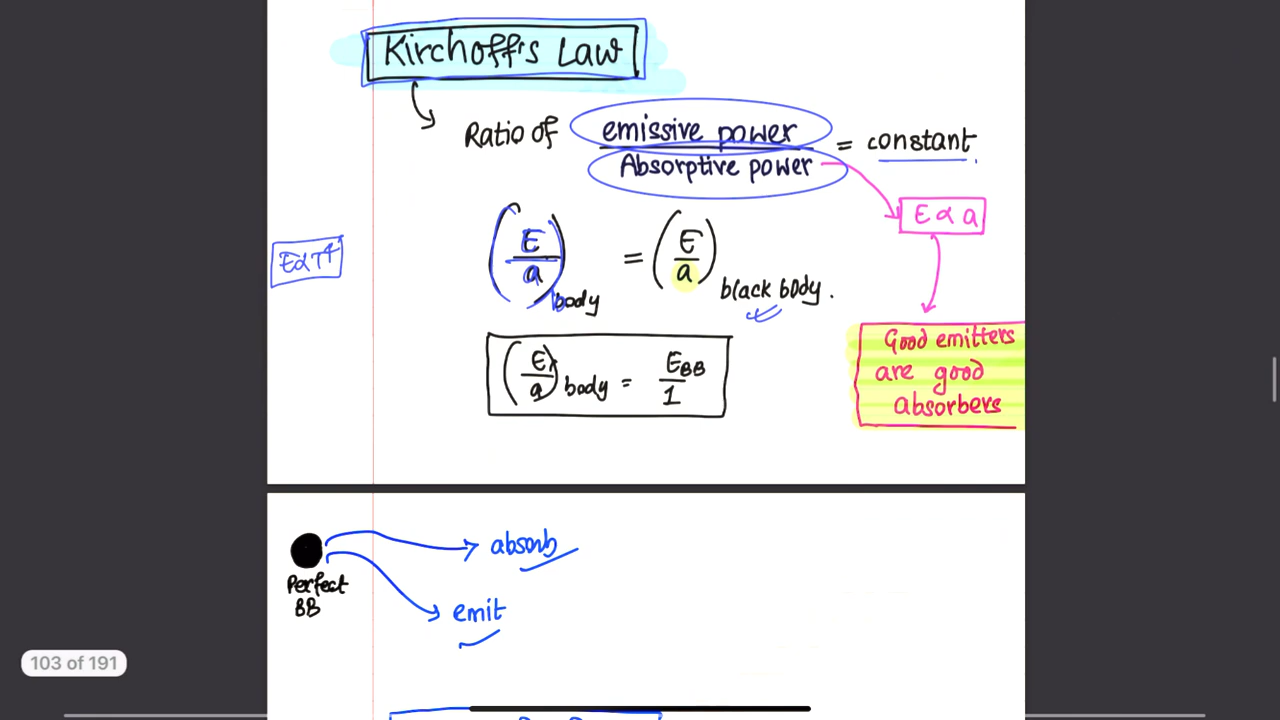 Kirchoff's Law
Ratio of emissive power / Absorptive power = constant
E ∝ a
E∝T⁴
(E/a) body = (E/a) black body.
(E/a) body = E_BB/1
Good emitters
are good
absorbers
absorb
Perfect
BB
emit
103 of 191